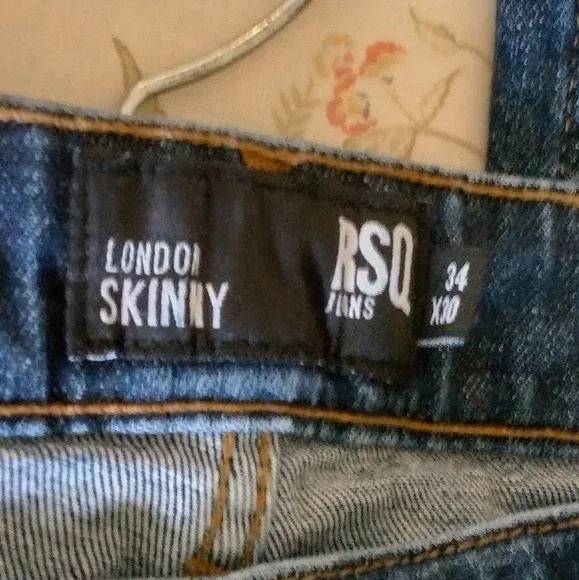 LONDON
SKINNY
RSQ
JEANS
34
X30